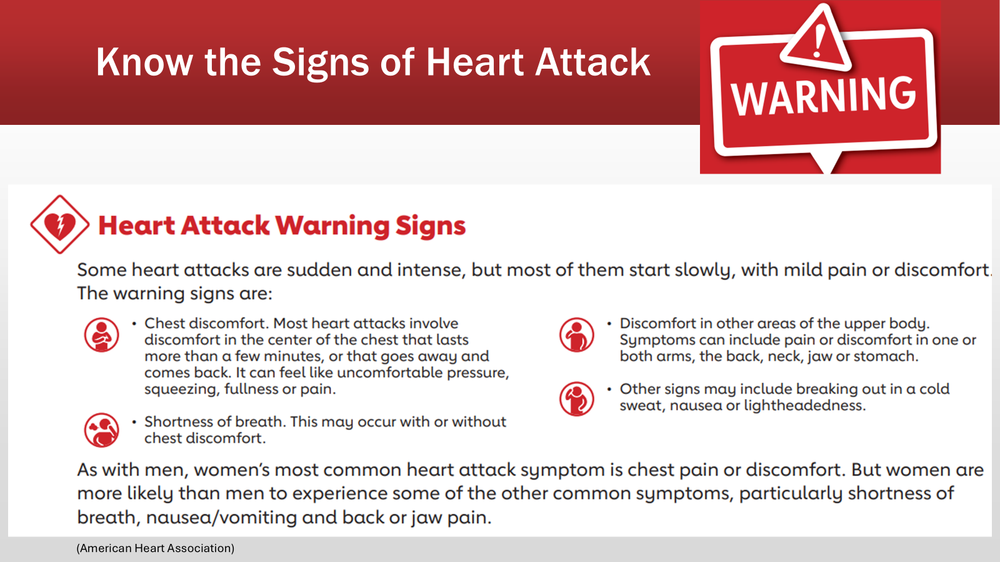 Know the Signs of Heart Attack
!
WARNING
Heart Attack Warning Signs
Some heart attacks are sudden and intense, but most of them start slowly, with mild pain or discomfort.
The warning signs are:
• Chest discomfort. Most heart attacks involve
discomfort in the center of the chest that lasts
more than a few minutes, or that goes away and
comes back. It can feel like uncomfortable pressure,
squeezing, fullness or pain.
• Shortness of breath. This may occur with or without
chest discomfort.
• Discomfort in other areas of the upper body.
Symptoms can include pain or discomfort in one or
both arms, the back, neck, jaw or stomach.
• Other signs may include breaking out in a cold
sweat, nausea or lightheadedness.
As with men, women’s most common heart attack symptom is chest pain or discomfort. But women are
more likely than men to experience some of the other common symptoms, particularly shortness of
breath, nausea/vomiting and back or jaw pain.
(American Heart Association)